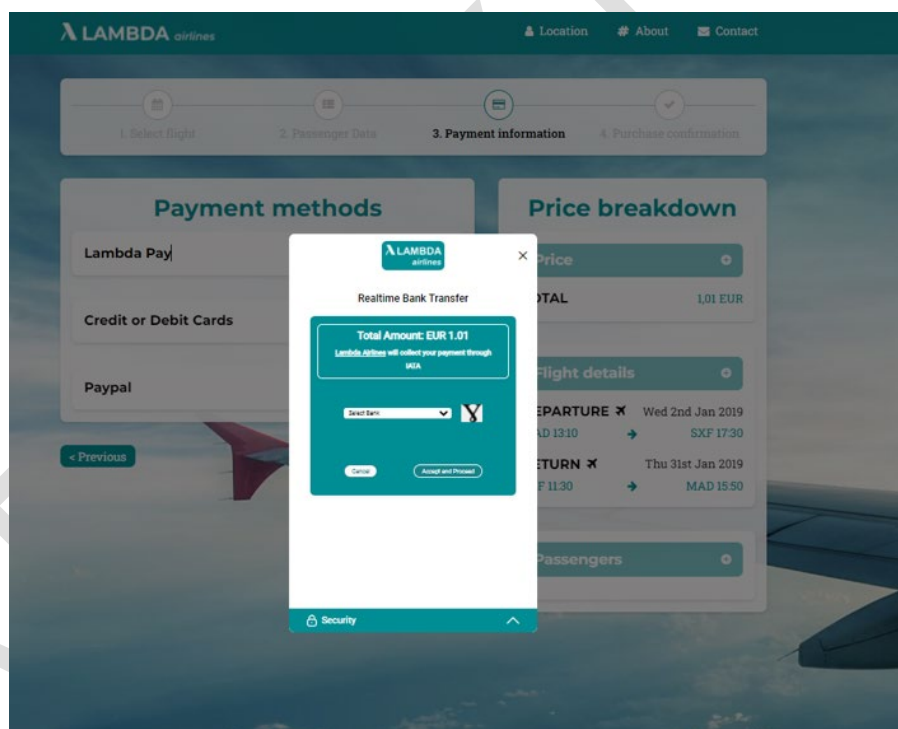 LAMBDA airlines
Location
About
Contact
1. Select flight
2. Passenger Data
3. Payment information
4. Purchase confirmation
Payment methods
Lambda Pay
Credit or Debit Cards
Paypal
< Previous
LAMBDA
airlines
Realtime Bank Transfer
Total Amount: EUR 1.01
Lambda Airlines will collect your payment through
IATA
Select Bank
Cancel
Accept and Proceed
Security
Price breakdown
Price
OTAL
1,01 EUR
Flight details
EPARTURE
Wed 2nd Jan 2019
AD 13:10
SXF 17:30
ETURN
Thu 31st Jan 2019
F 11:30
MAD 15:50
Passengers